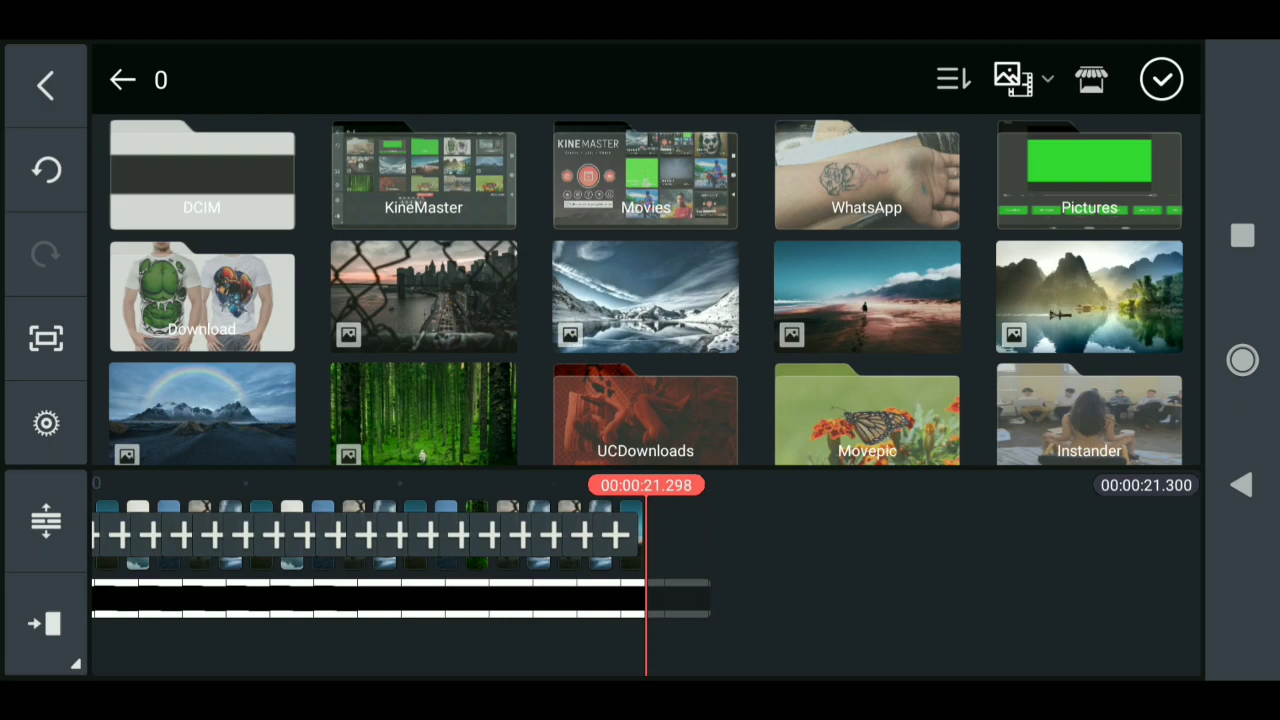 0
DCIM
KineMaster
KINEMASTER
Movies
WhatsApp
Pictures
Download
UCDownloads
Movepic
Instander
0
00:00:21.298
00:00:21.300